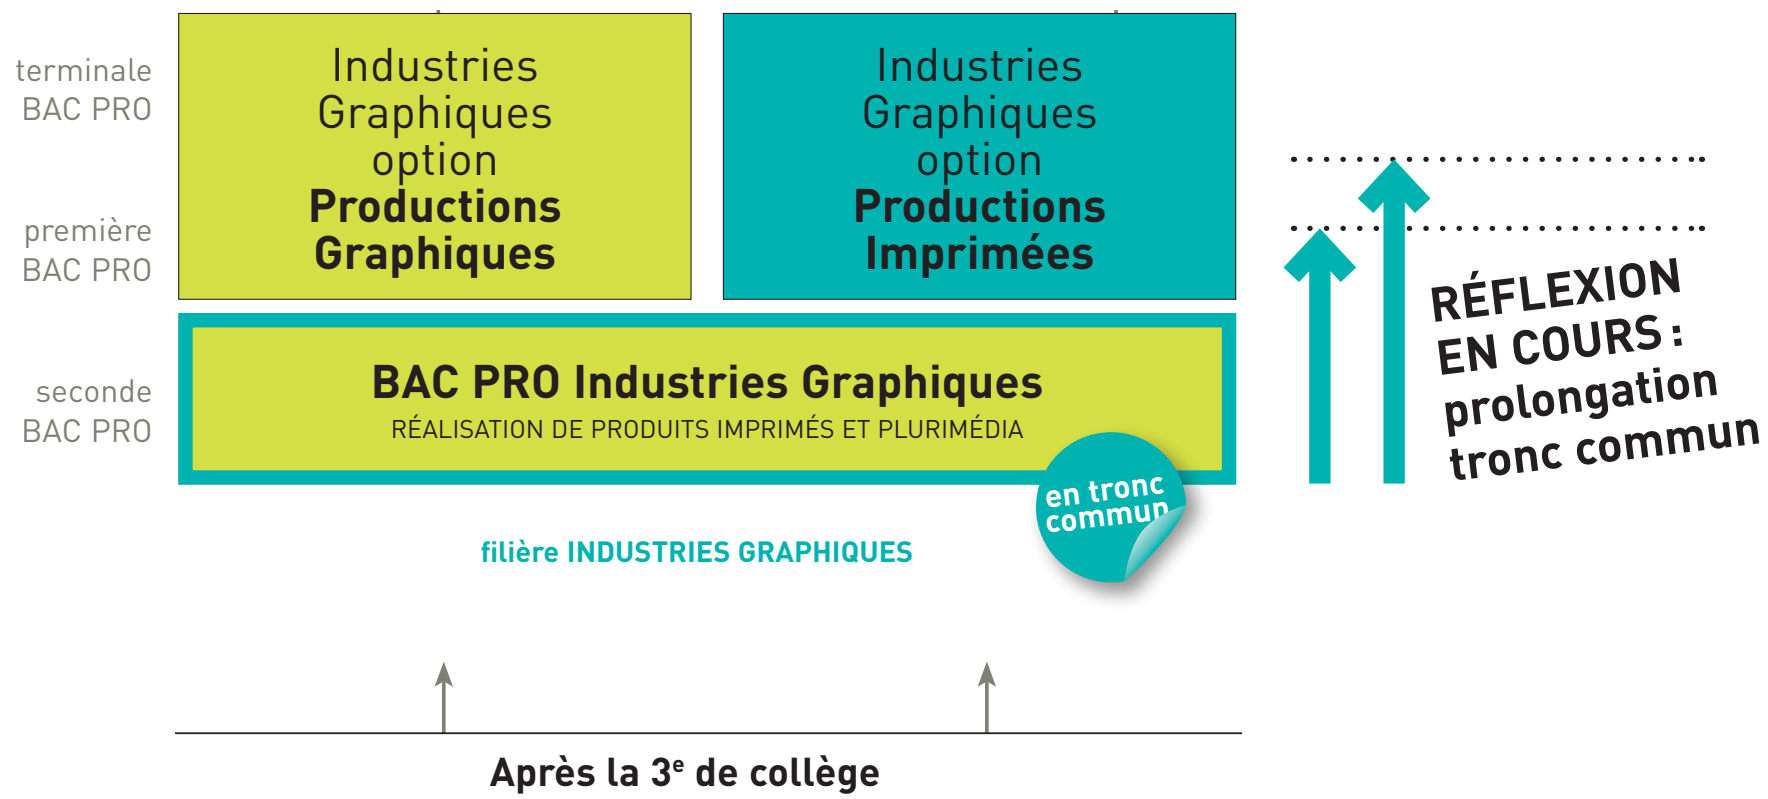 terminale
BAC PRO
Industries
Graphiques
option
Productions
Graphiques
Industries
Graphiques
option
Productions
Imprimées
première
BAC PRO
RÉFLEXION
EN COURS :
prolongation
tronc commun
seconde
BAC PRO
BAC PRO Industries Graphiques
RÉALISATION DE PRODUITS IMPRIMÉS ET PLURIMÉDIA
en tronc
commun
filière INDUSTRIES GRAPHIQUES
Après la 3e de collège